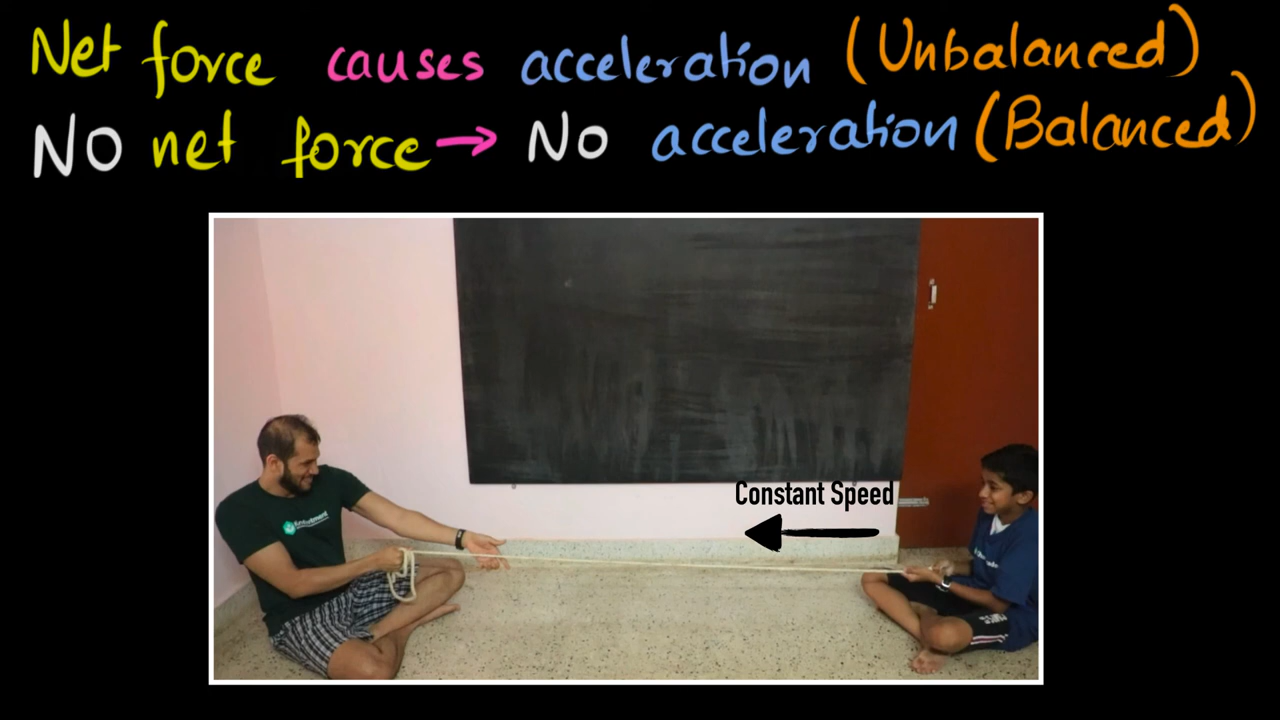 Net force causes acceleration (Unbalanced)
NO net force → No acceleration (Balanced)
Constant Speed